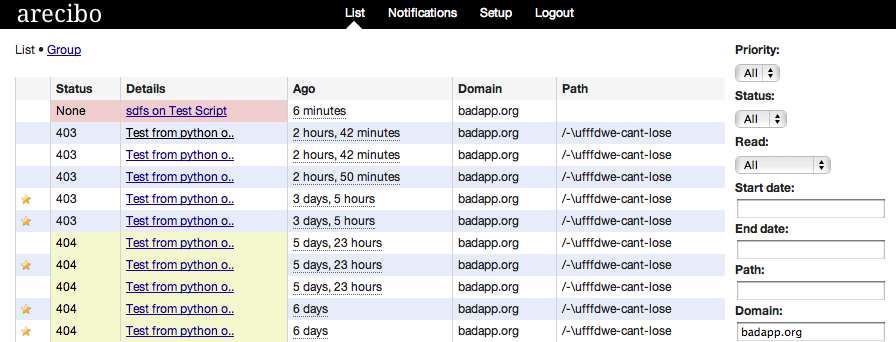 arecibo List Notifications Setup Logout
List • Group
Status Details Ago Domain Path
None sdfs on Test Script 6 minutes badapp.org
403 Test from python o.. 2 hours, 42 minutes badapp.org /-\ufffdwe-cant-lose
403 Test from python o.. 2 hours, 42 minutes badapp.org /-\ufffdwe-cant-lose
403 Test from python o.. 2 hours, 50 minutes badapp.org /-\ufffdwe-cant-lose
403 Test from python o.. 3 days, 5 hours badapp.org /-\ufffdwe-cant-lose
403 Test from python o.. 3 days, 5 hours badapp.org /-\ufffdwe-cant-lose
404 Test from python o.. 5 days, 23 hours badapp.org /-\ufffdwe-cant-lose
404 Test from python o.. 5 days, 23 hours badapp.org /-\ufffdwe-cant-lose
404 Test from python o.. 5 days, 23 hours badapp.org /-\ufffdwe-cant-lose
404 Test from python o.. 6 days badapp.org /-\ufffdwe-cant-lose
404 Test from python o.. 6 days badapp.org /-\ufffdwe-cant-lose
Priority:
All
Status:
All
Read:
All
Start date:
End date:
Path:
Domain:
badapp.org